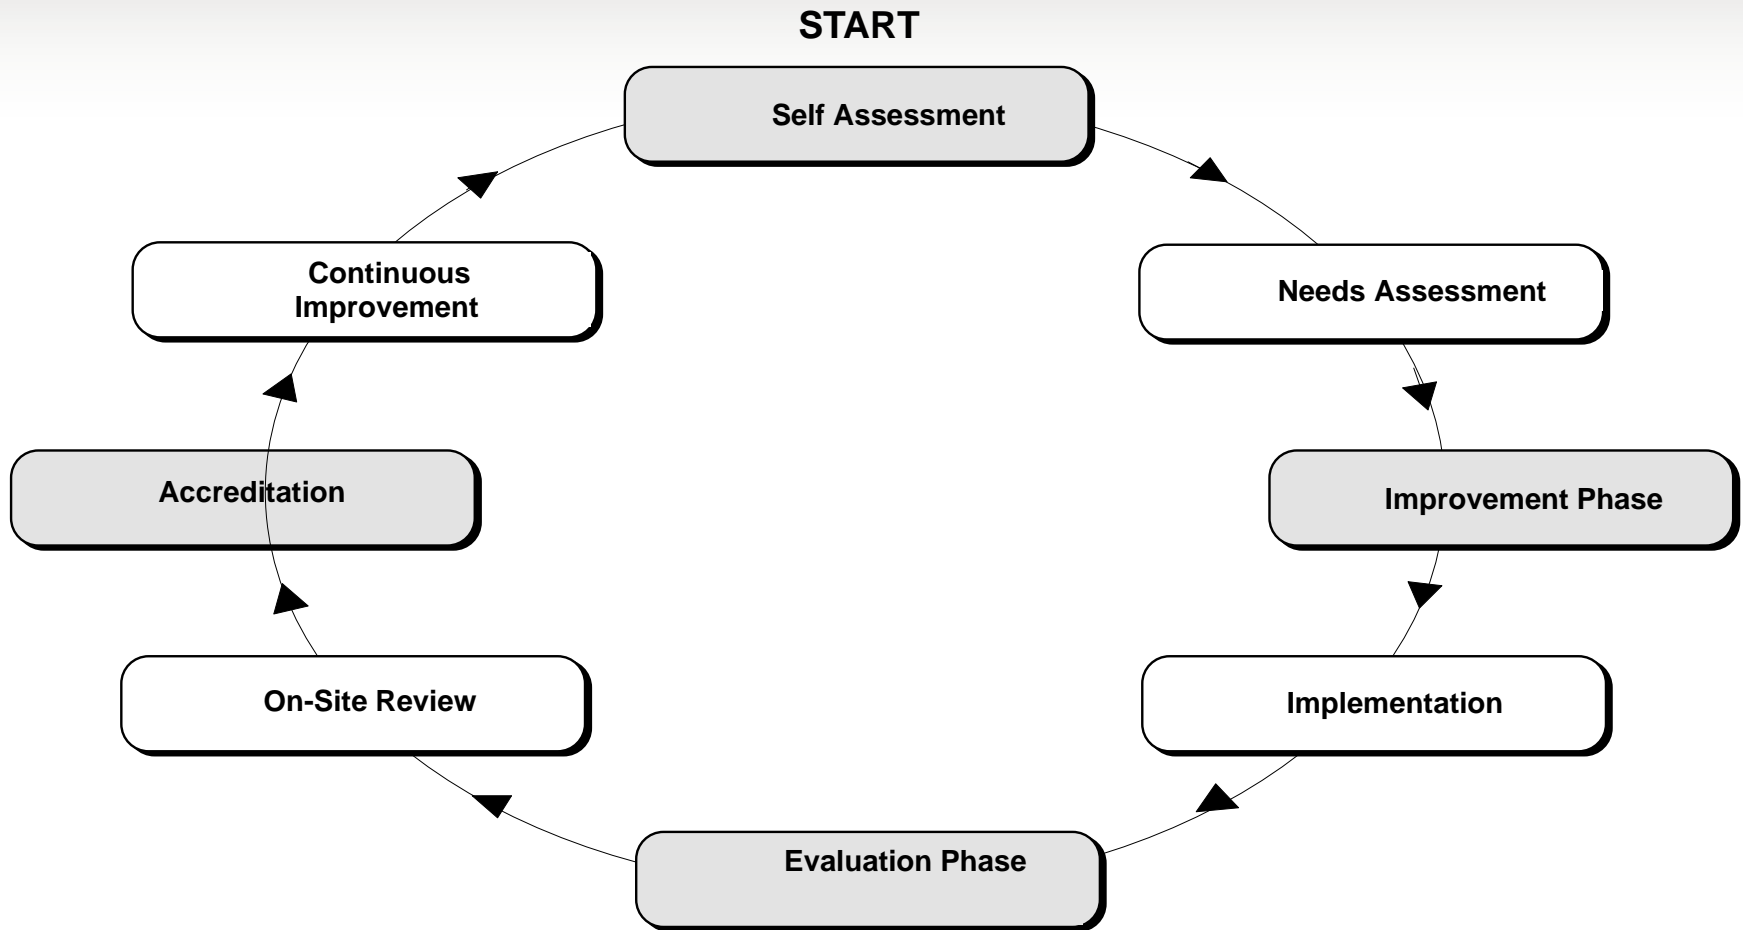 START
Self Assessment
Continuous
Improvement
Needs Assessment
Accreditation
Improvement Phase
On-Site Review
Implementation
Evaluation Phase